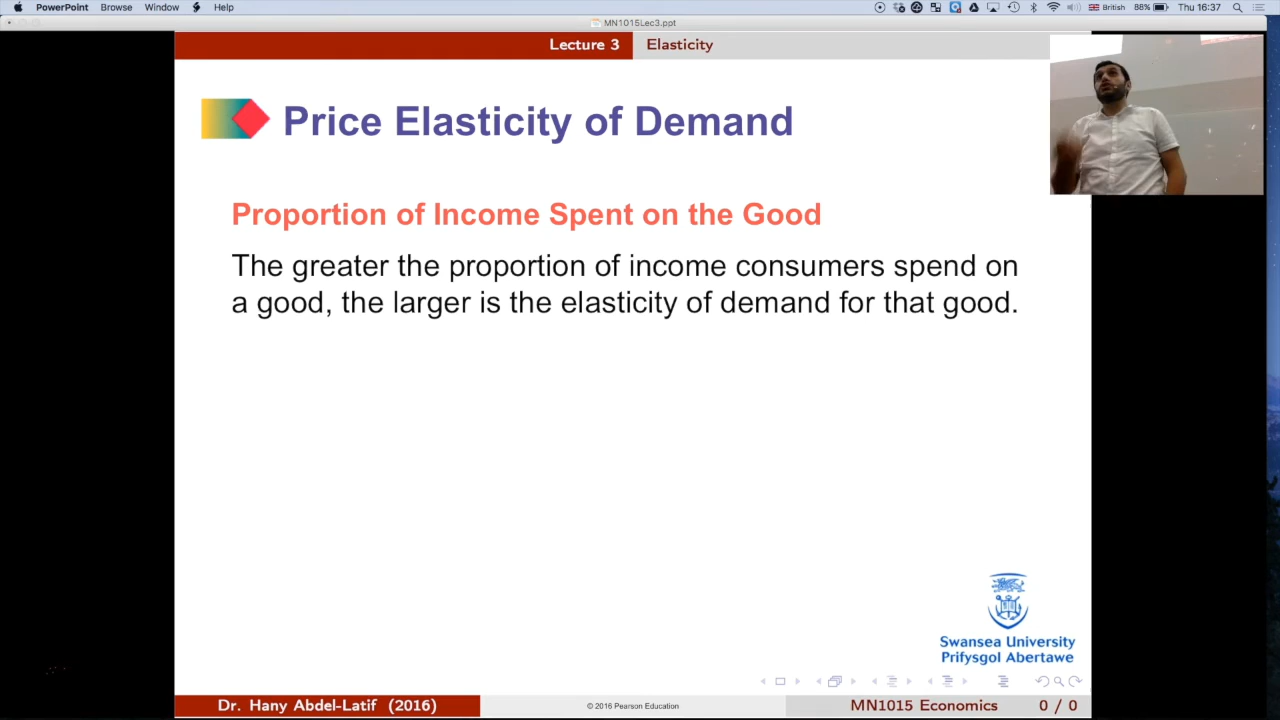 PowerPoint Browse Window Help 88% British Thu 16:37
MN1015Lec3.ppt
Lecture 3 Elasticity
Price Elasticity of Demand
Proportion of Income Spent on the Good
The greater the proportion of income consumers spend on
a good, the larger is the elasticity of demand for that good.
Swansea University
Prifysgol Abertawe
Dr. Hany Abdel-Latif (2016) © 2016 Pearson Education MN1015 Economics 0 / 0